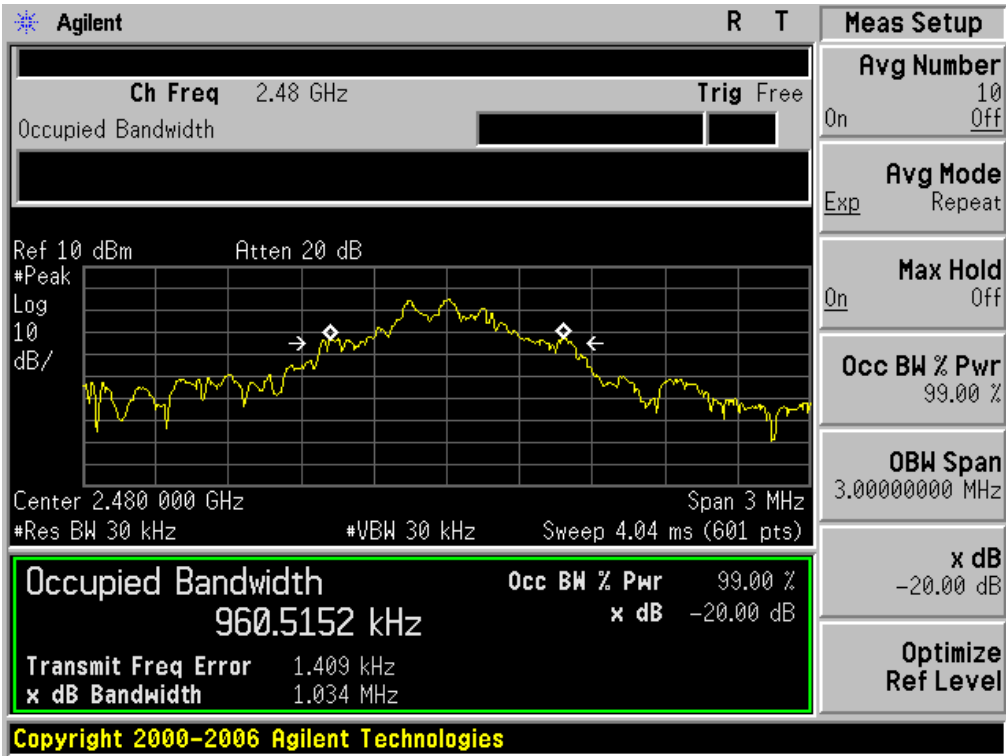 Agilent R T
Meas Setup
Ch Freq 2.48 GHz Trig Free
Occupied Bandwidth
Ref 10 dBm Atten 20 dB
#Peak
Log
10
dB/
Center 2.480 000 GHz Span 3 MHz
#Res BW 30 kHz #VBW 30 kHz Sweep 4.04 ms (601 pts)
Occupied Bandwidth Occ BW % Pwr 99.00 %
960.5152 kHz x dB -20.00 dB
Transmit Freq Error 1.409 kHz
x dB Bandwidth 1.034 MHz
Copyright 2000-2006 Agilent Technologies
Avg Number
10
On Off
Avg Mode
Exp Repeat
Max Hold
On Off
Occ BW % Pwr
99.00 %
OBW Span
3.00000000 MHz
x dB
-20.00 dB
Optimize
Ref Level